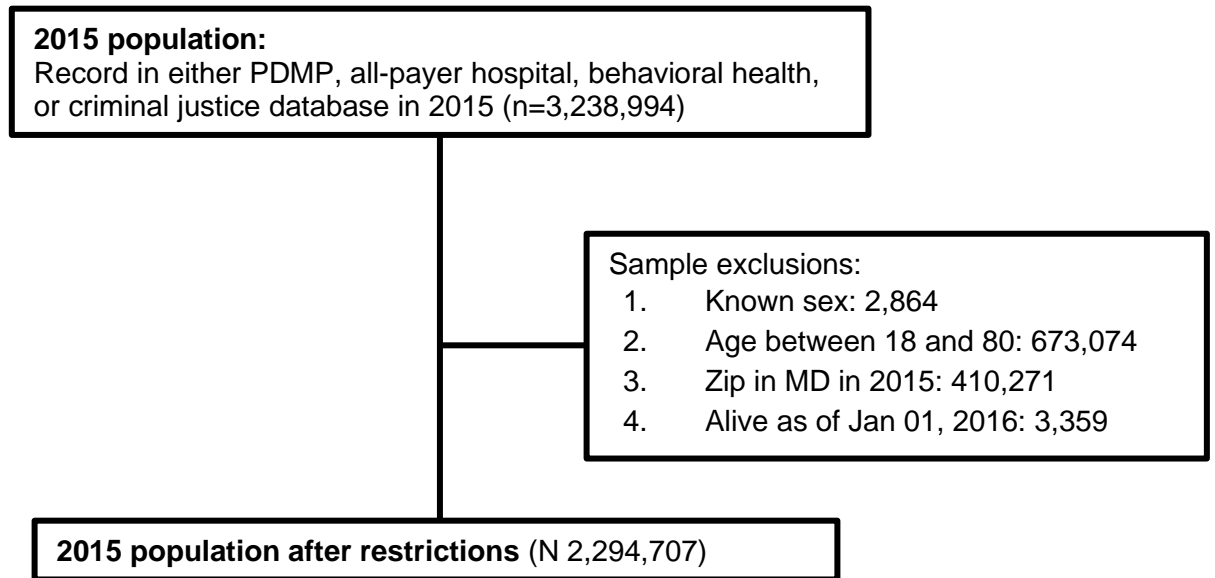 2015 population:
Record in either PDMP, all-payer hospital, behavioral health,
or criminal justice database in 2015 (n=3,238,994)
Sample exclusions:
1. Known sex: 2,864
2. Age between 18 and 80: 673,074
3. Zip in MD in 2015: 410,271
4. Alive as of Jan 01, 2016: 3,359
2015 population after restrictions (N 2,294,707)